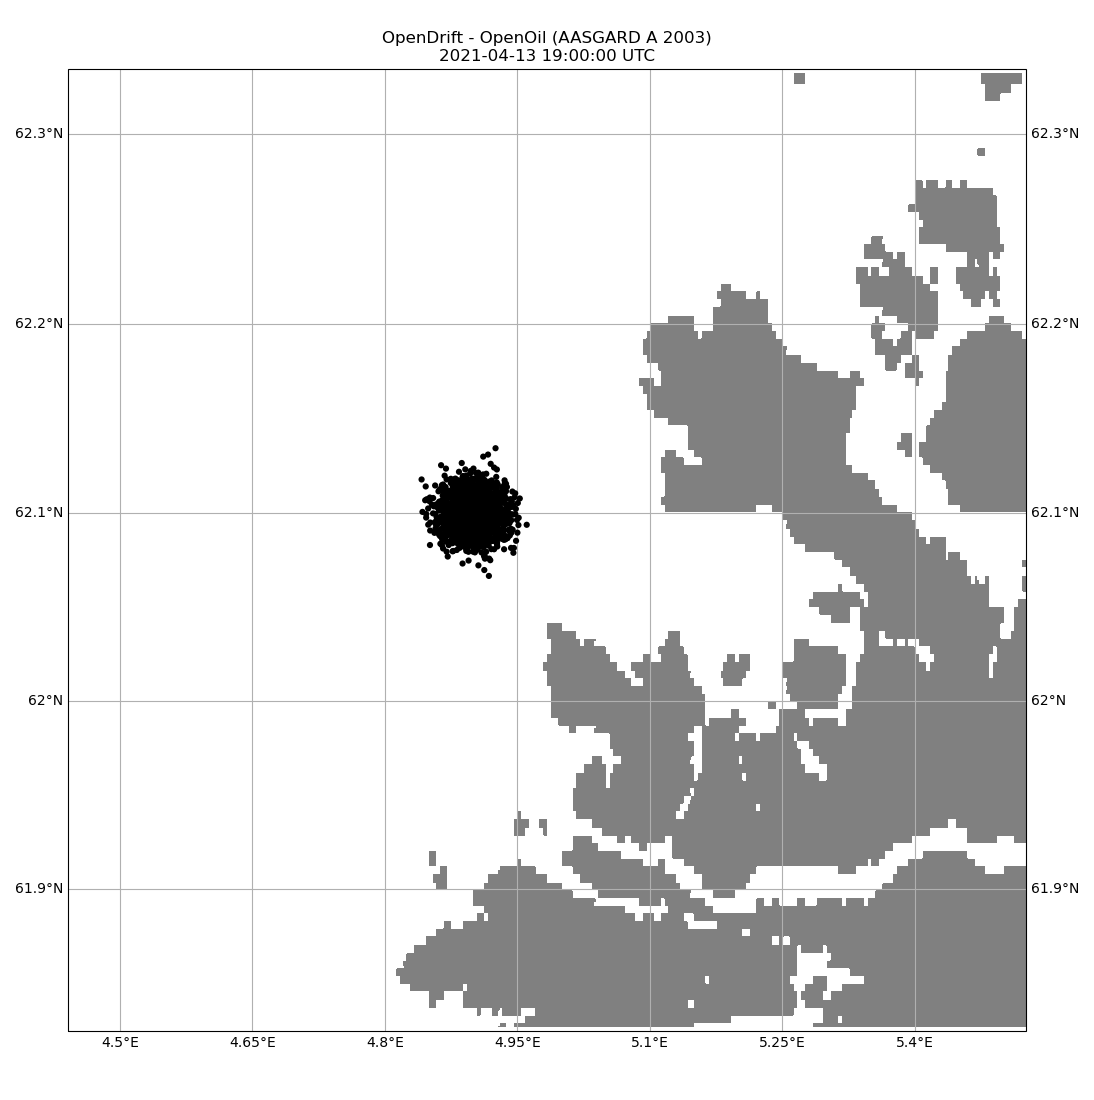 OpenDrift - OpenOil (AASGARD A 2003)
2021-04-13 19:00:00 UTC
62.3°N 62.3°N
62.2°N 62.2°N
62.1°N 62.1°N
62°N 62°N
61.9°N 61.9°N
4.5°E 4.65°E 4.8°E 4.95°E 5.1°E 5.25°E 5.4°E